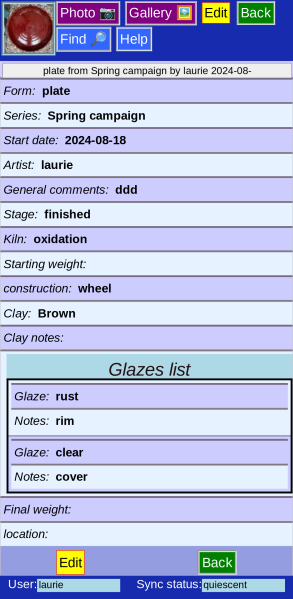 Photo 📷 Gallery 🖼️ Edit Back
Find 🔎 Help
plate from Spring campaign by laurie 2024-08-
Form: plate
Series: Spring campaign
Start date: 2024-08-18
Artist: laurie
General comments: ddd
Stage: finished
Kiln: oxidation
Starting weight:
construction: wheel
Clay: Brown
Clay notes:
Glazes list
Glaze: rust
Notes: rim
Glaze: clear
Notes: cover
Final weight:
location:
Edit Back
User: laurie Sync status: quiescent